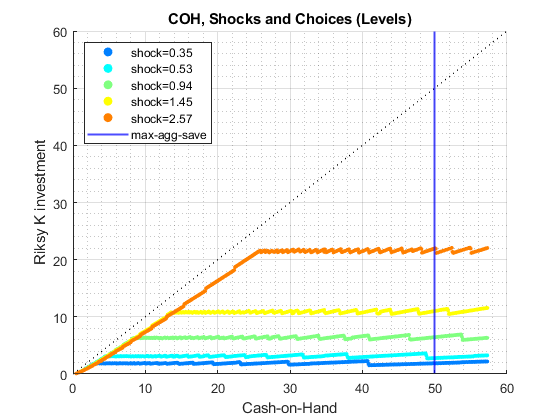 COH, Shocks and Choices (Levels)
60
50
40
30
20
10
0
Riksy K investment
shock=0.35
shock=0.53
shock=0.94
shock=1.45
shock=2.57
max-agg-save
0
10
20
30
40
50
60
Cash-on-Hand